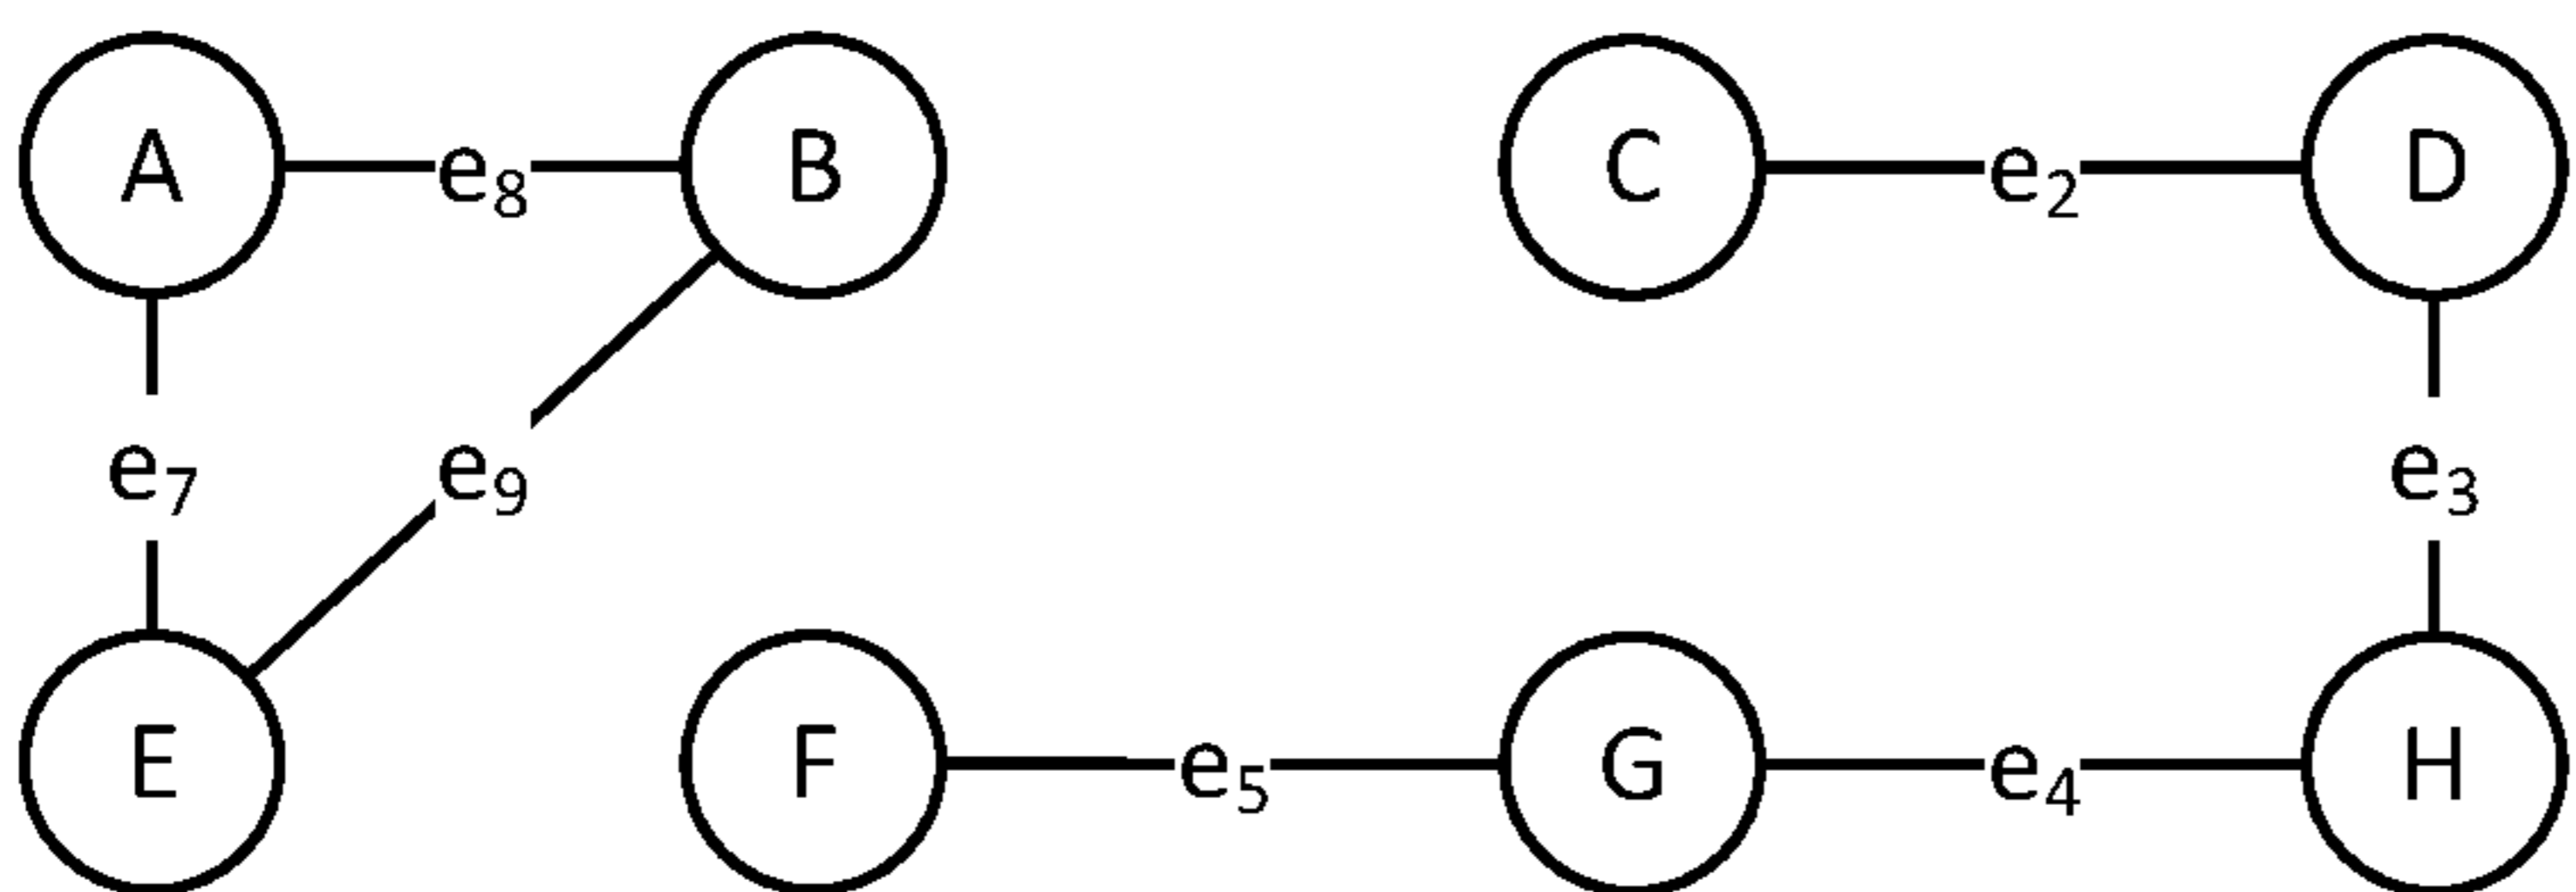 A e₈ B C e₂ D
e₇ e₉ e₃
E F e₅ G e₄ H